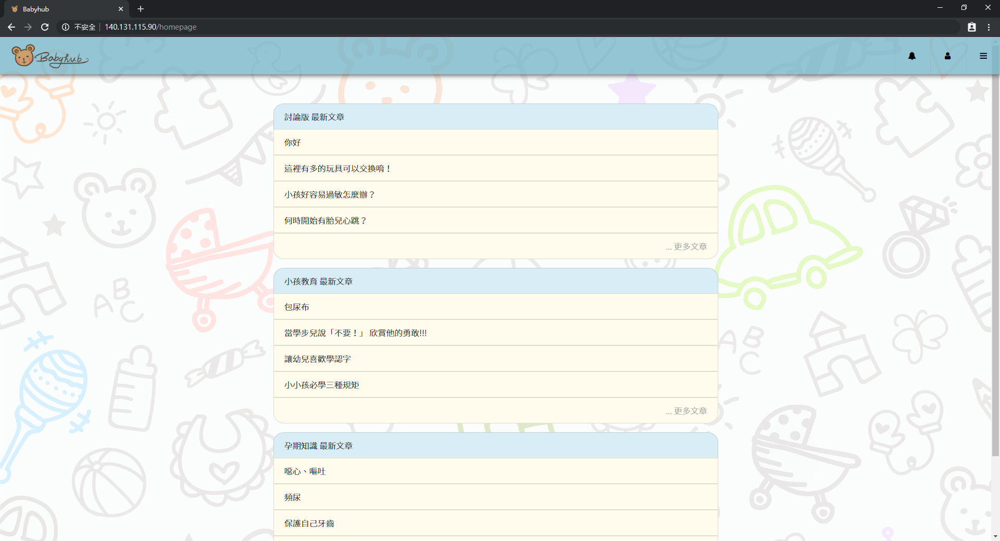 Babyhub
不安全
140.131.115.90/homepage
Babyhub
討論版 最新文章
你好
這裡有多的玩具可以交換唷！
小孩好容易過敏怎麼辦？
何時開始有胎兒心跳？
... 更多文章
小孩教育 最新文章
包尿布
當學步兒說「不要！」 欣賞他的勇敢!!!
讓幼兒喜歡學認字
小小孩必學三種規矩
... 更多文章
孕期知識 最新文章
噁心、嘔吐
頻尿
保護自己牙齒
A B C
A B C